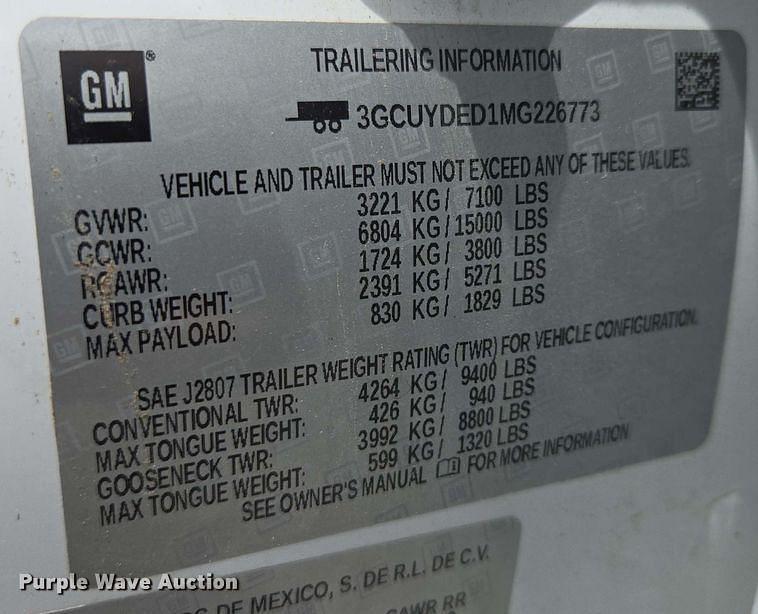 GM®
TRAILERING INFORMATION
3GCUYDED1MG226773
VEHICLE AND TRAILER MUST NOT EXCEED ANY OF THESE VALUES.
GVWR: 3221 KG/ 7100 LBS
GCWR: 6804 KG/15000 LBS
RGAWR: 1724 KG/ 3800 LBS
CURB WEIGHT: 2391 KG/ 5271 LBS
MAX PAYLOAD: 830 KG/ 1829 LBS
SAE J2807 TRAILER WEIGHT RATING (TWR) FOR VEHICLE CONFIGURATION.
CONVENTIONAL TWR: 4264 KG/ 9400 LBS
MAX TONGUE WEIGHT: 426 KG/ 940 LBS
GOOSENECK TWR: 3992 KG/ 8800 LBS
MAX TONGUE WEIGHT: 599 KG/ 1320 LBS
SEE OWNER'S MANUAL FOR MORE INFORMATION
DE MEXICO, S. DE R.L. DE C.V.
GAWR RR
Purple Wave Auction